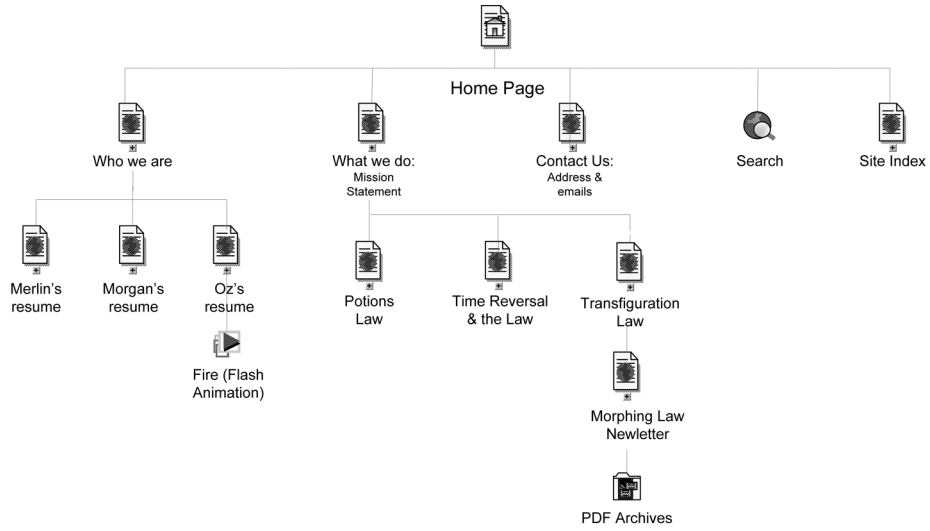 Home Page
Who we are
What we do:
Mission
Statement
Contact Us:
Address &
emails
Search
Site Index
Merlin's
resume
Morgan's
resume
Oz's
resume
Potions
Law
Time Reversal
& the Law
Transfiguration
Law
Fire (Flash
Animation)
Morphing Law
Newletter
PDF Archives